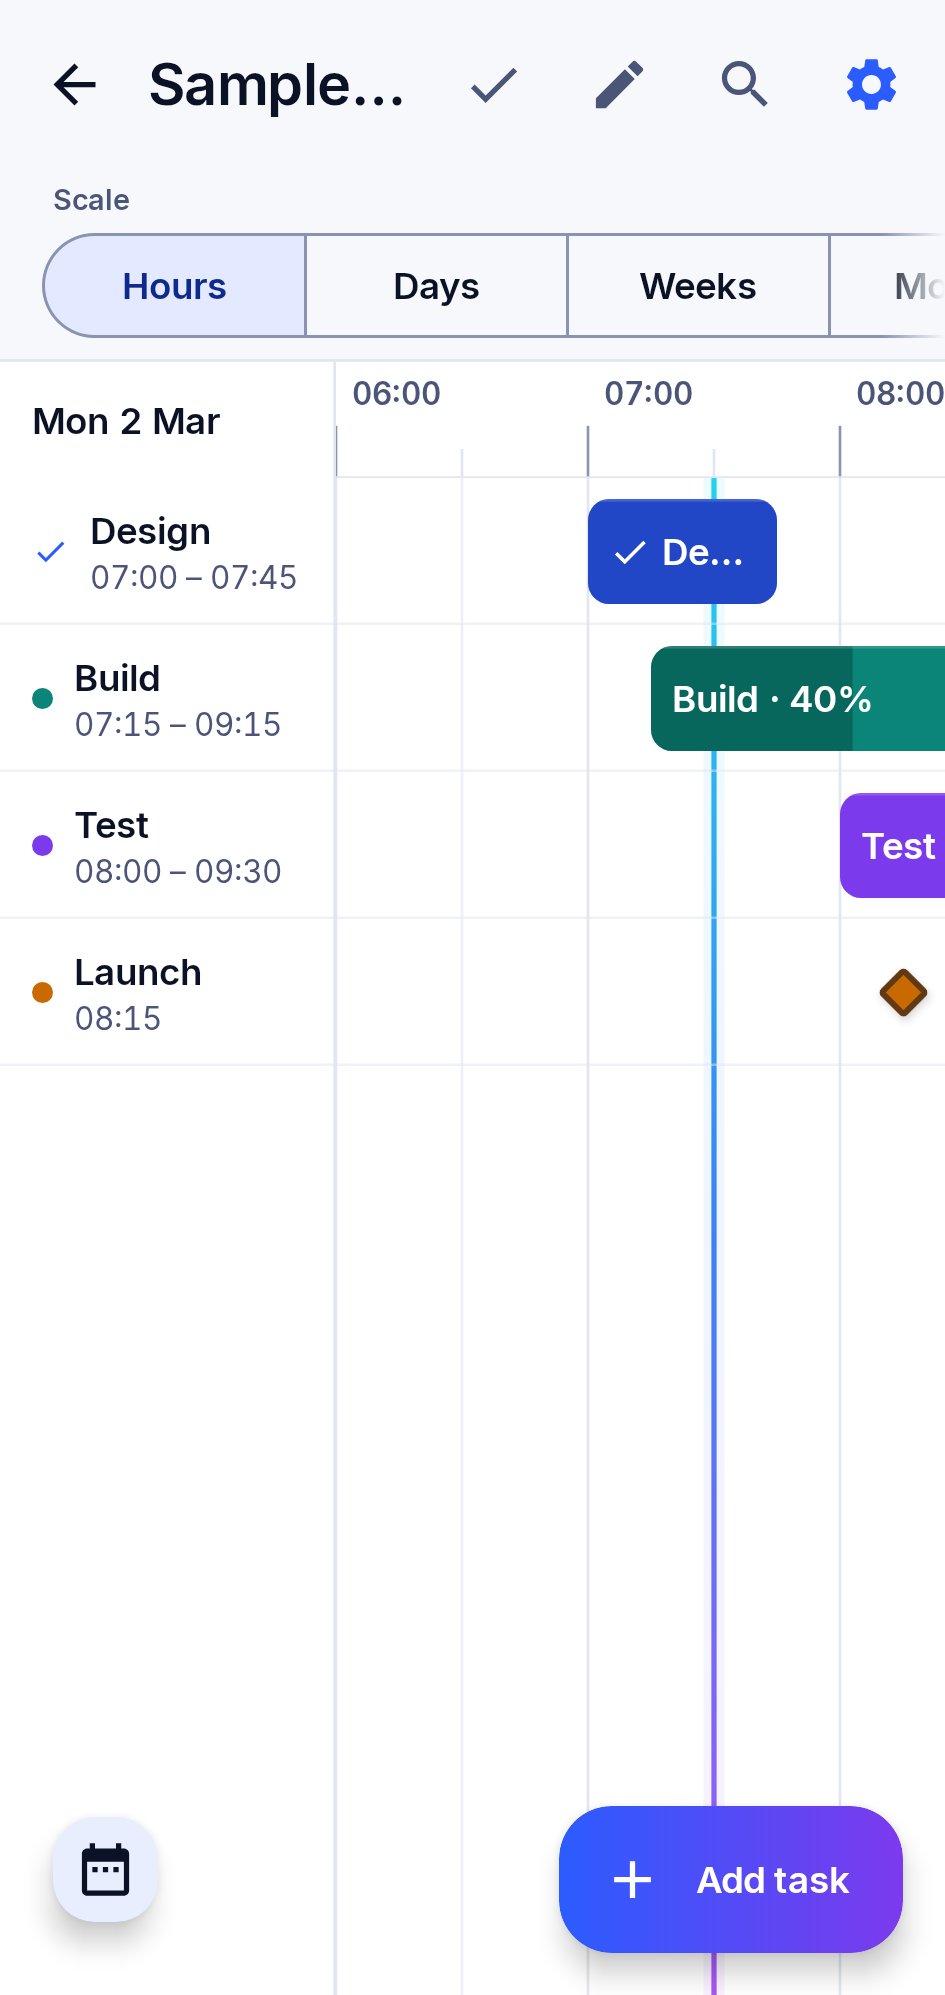 Sample...
Scale
Hours
Days
Weeks
Mon 2 Mar
06:00
07:00
08:00
Design
07:00 – 07:45
De...
Build
07:15 – 09:15
Build · 40%
Test
08:00 – 09:30
Test
Launch
08:15
Add task